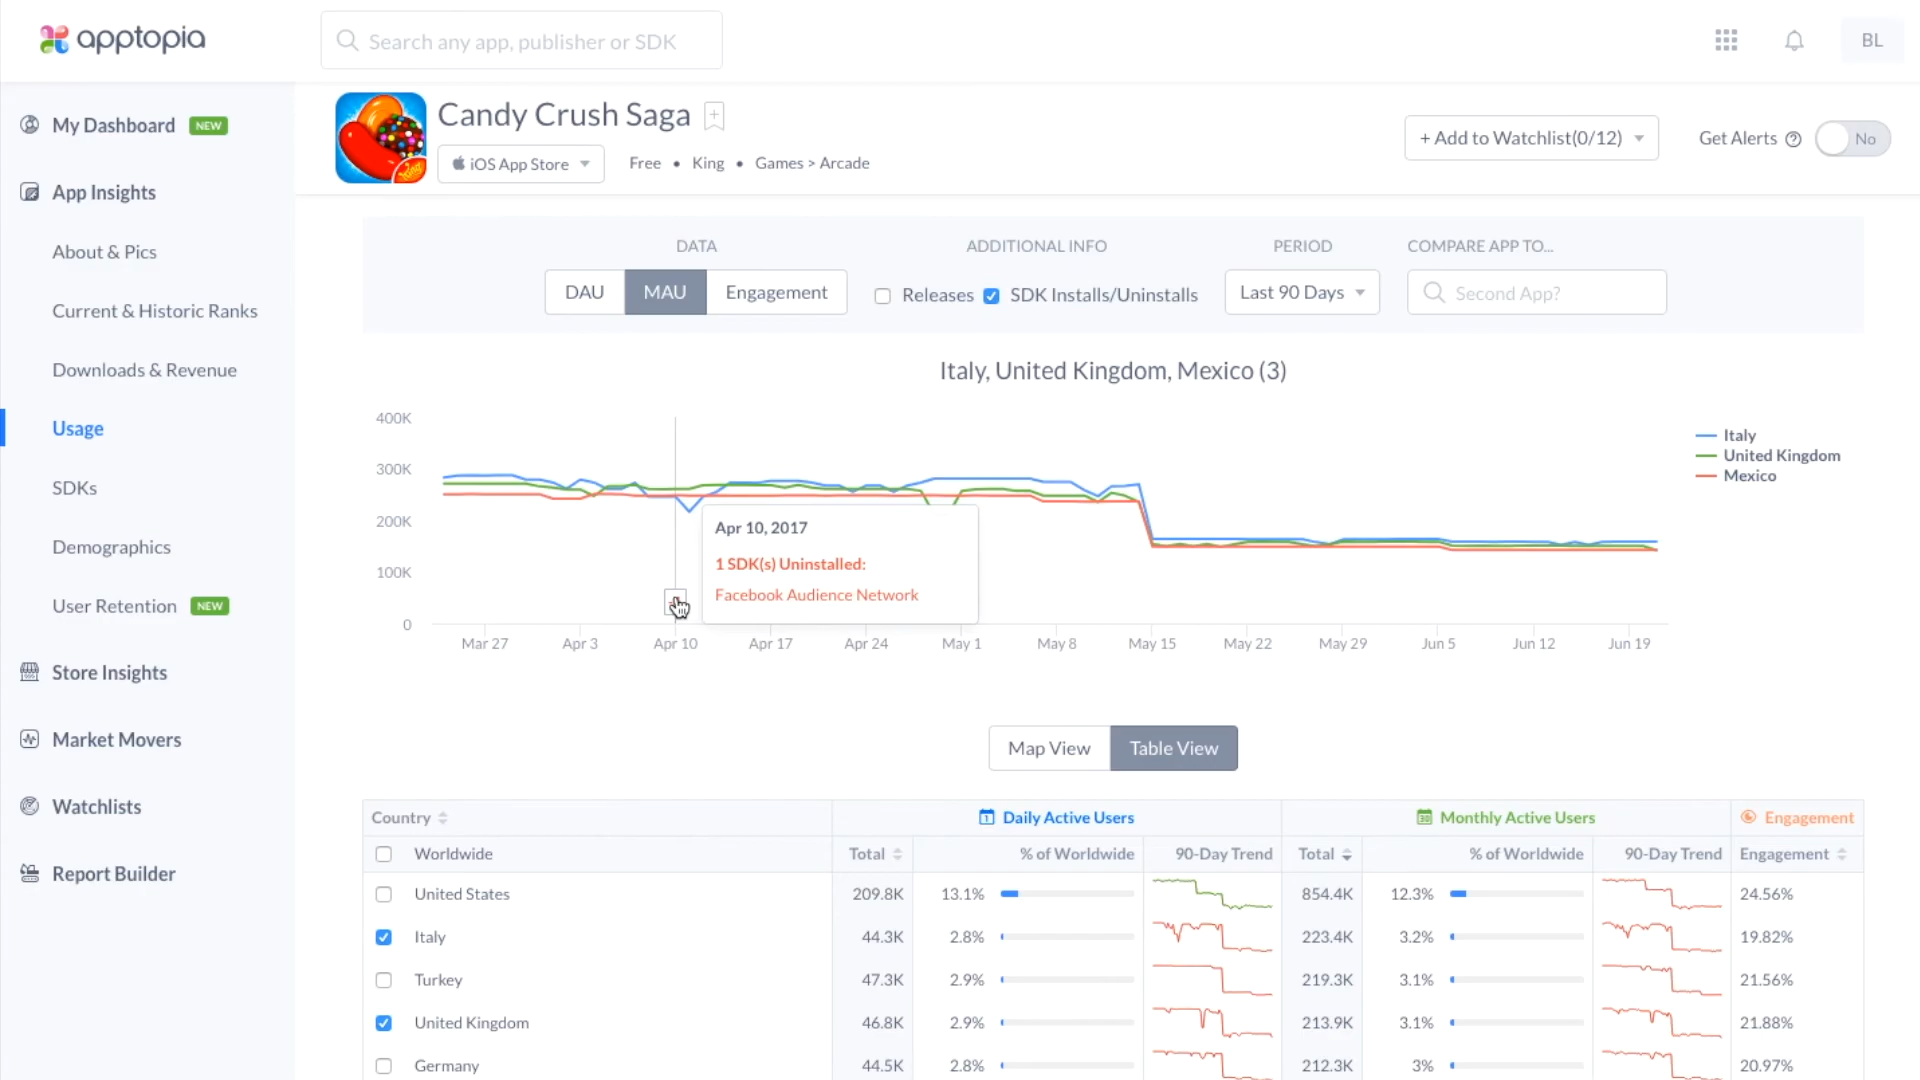 apptopia
Search any app, publisher or SDK
BL
My Dashboard NEW
App Insights
About & Pics
Current & Historic Ranks
Downloads & Revenue
Usage
SDKs
Demographics
User Retention NEW
Store Insights
Market Movers
Watchlists
Report Builder
Candy Crush Saga
iOS App Store
Free • King • Games > Arcade
+ Add to Watchlist(0/12)
Get Alerts ? No
DATA
DAU MAU Engagement
ADDITIONAL INFO
Releases SDK Installs/Uninstalls
PERIOD
Last 90 Days
COMPARE APP TO...
Second App?
Italy, United Kingdom, Mexico (3)
400K
300K
200K
100K
0
Italy
United Kingdom
Mexico
Apr 10, 2017
1 SDK(s) Uninstalled:
Facebook Audience Network
Mar 27 Apr 3 Apr 10 Apr 17 Apr 24 May 1 May 8 May 15 May 22 May 29 Jun 5 Jun 12 Jun 19
Map View Table View
Country Daily Active Users Monthly Active Users Engagement
Worldwide Total % of Worldwide 90-Day Trend Total % of Worldwide 90-Day Trend Engagement
United States 209.8K 13.1% 854.4K 12.3% 24.56%
Italy 44.3K 2.8% 223.4K 3.2% 19.82%
Turkey 47.3K 2.9% 219.3K 3.1% 21.56%
United Kingdom 46.8K 2.9% 213.9K 3.1% 21.88%
Germany 44.5K 2.8% 212.3K 3% 20.97%